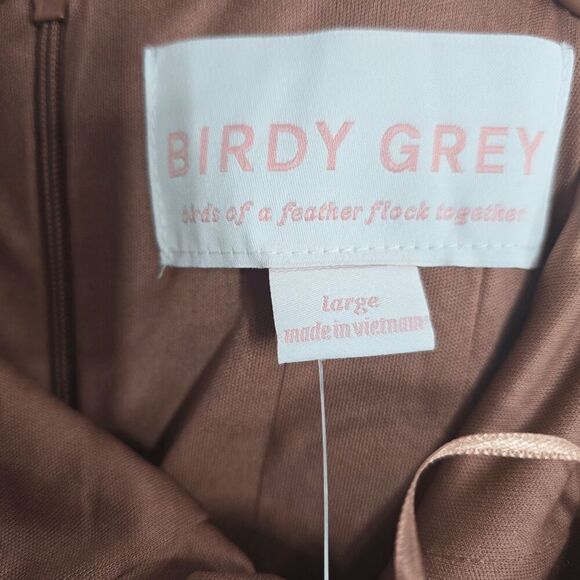 BIRDY GREY
birds of a feather flock together
large
made in vietnam